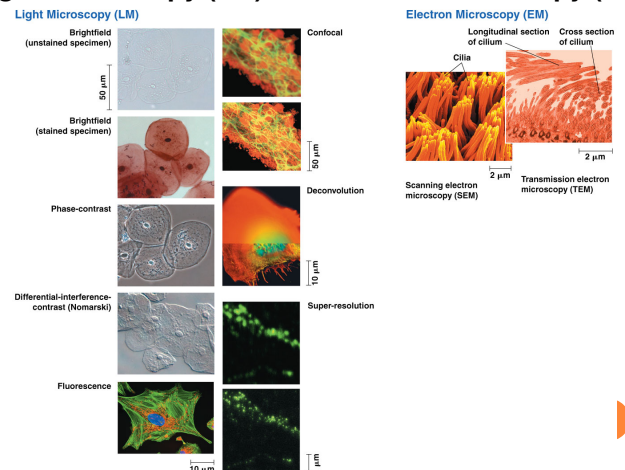 Light Microscopy (LM)
Brightfield
(unstained specimen)
50 µm
Brightfield
(stained specimen)
Phase-contrast
Differential-interference-
contrast (Nomarski)
Fluorescence
10 µm
Confocal
50 µm
Deconvolution
10 µm
Super-resolution
µm
Electron Microscopy (EM)
Longitudinal section
of cilium
Cross section
of cilium
Cilia
2 µm
2 µm
Scanning electron
microscopy (SEM)
Transmission electron
microscopy (TEM)